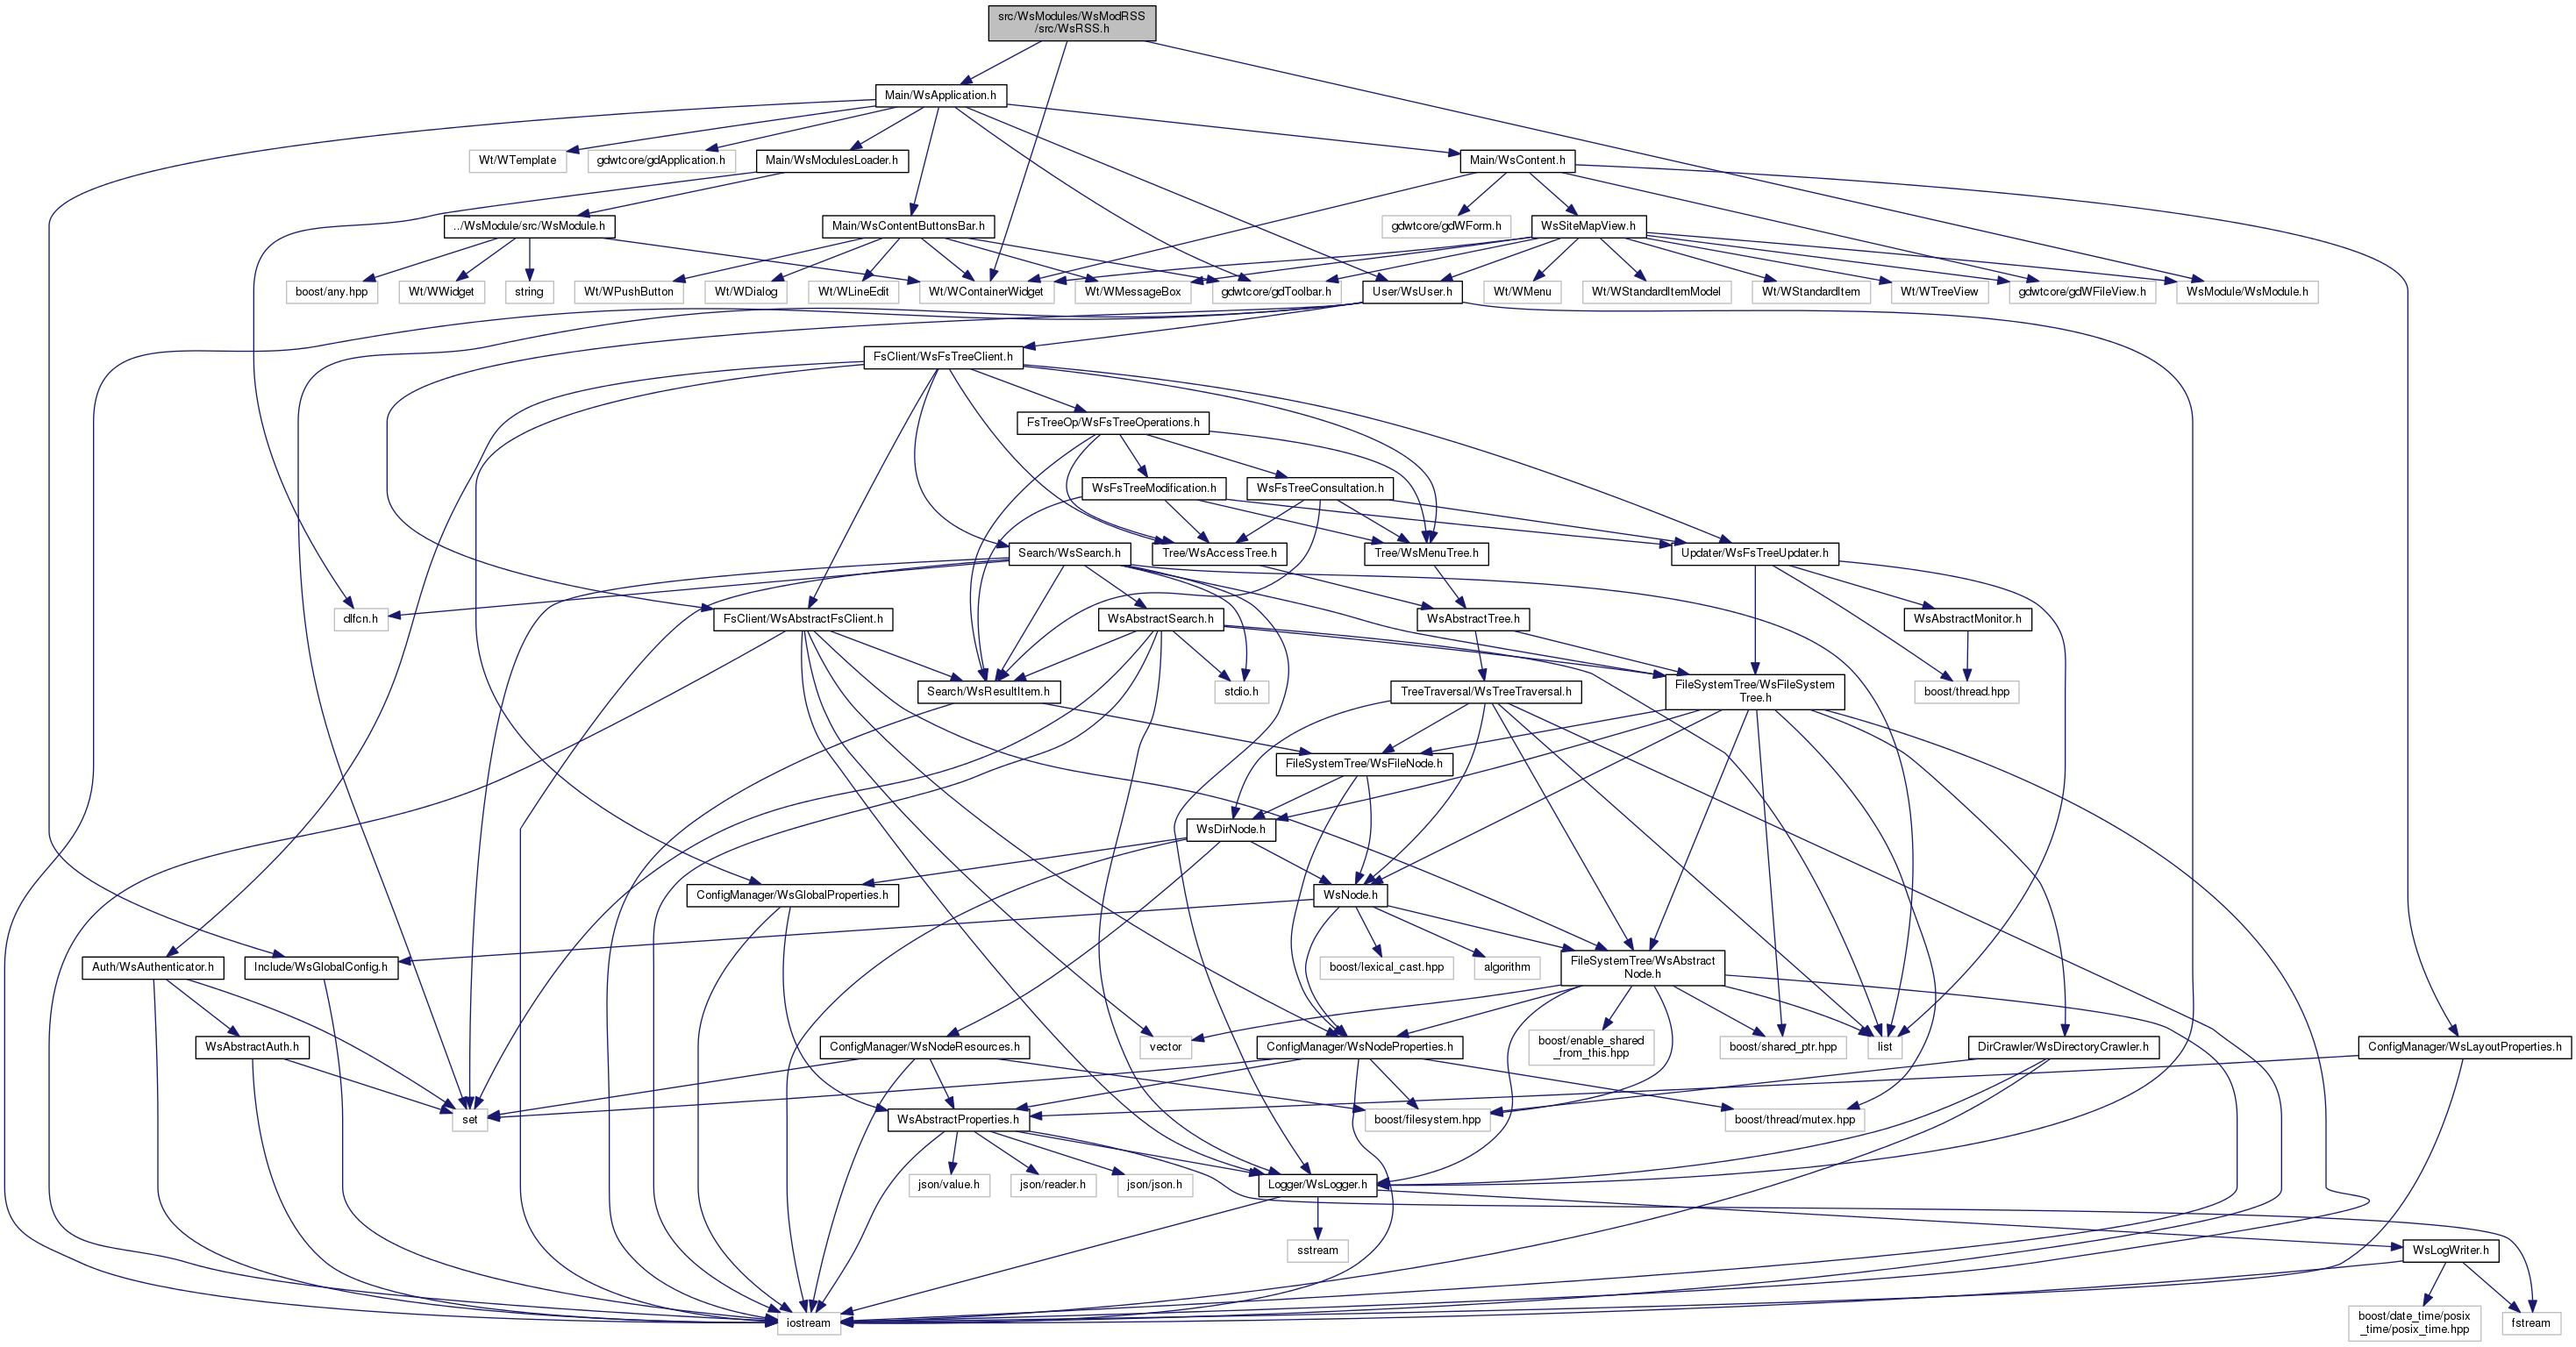 src/WsModules/WsModRSS
/src/WsRSS.h
Main/WsApplication.h
Wt/WTemplate
gdwtcore/gdApplication.h
Main/WsModulesLoader.h
Main/WsContent.h
../WsModule/src/WsModule.h
Main/WsContentButtonsBar.h
gdwtcore/gdWForm.h
WsSiteMapView.h
boost/any.hpp
Wt/WWidget
string
Wt/WPushButton
Wt/WDialog
Wt/WLineEdit
Wt/WContainerWidget
Wt/WMessageBox
gdwtcore/gdToolbar.h
User/WsUser.h
Wt/WMenu
Wt/WStandardItemModel
Wt/WStandardItem
Wt/WTreeView
gdwtcore/gdWFileView.h
WsModule/WsModule.h
FsClient/WsFsTreeClient.h
FsTreeOp/WsFsTreeOperations.h
WsFsTreeModification.h
WsFsTreeConsultation.h
Search/WsSearch.h
Tree/WsAccessTree.h
Tree/WsMenuTree.h
Updater/WsFsTreeUpdater.h
dlfcn.h
FsClient/WsAbstractFsClient.h
WsAbstractSearch.h
WsAbstractTree.h
WsAbstractMonitor.h
Search/WsResultItem.h
stdio.h
TreeTraversal/WsTreeTraversal.h
FileSystemTree/WsFileSystem
Tree.h
boost/thread.hpp
FileSystemTree/WsFileNode.h
WsDirNode.h
ConfigManager/WsGlobalProperties.h
WsNode.h
Auth/WsAuthenticator.h
Include/WsGlobalConfig.h
boost/lexical_cast.hpp
algorithm
FileSystemTree/WsAbstract
Node.h
WsAbstractAuth.h
ConfigManager/WsNodeResources.h
vector
ConfigManager/WsNodeProperties.h
boost/enable_shared
_from_this.hpp
boost/shared_ptr.hpp
list
DirCrawler/WsDirectoryCrawler.h
ConfigManager/WsLayoutProperties.h
set
WsAbstractProperties.h
boost/filesystem.hpp
boost/thread/mutex.hpp
json/value.h
json/reader.h
json/json.h
Logger/WsLogger.h
sstream
WsLogWriter.h
iostream
boost/date_time/posix
_time/posix_time.hpp
fstream